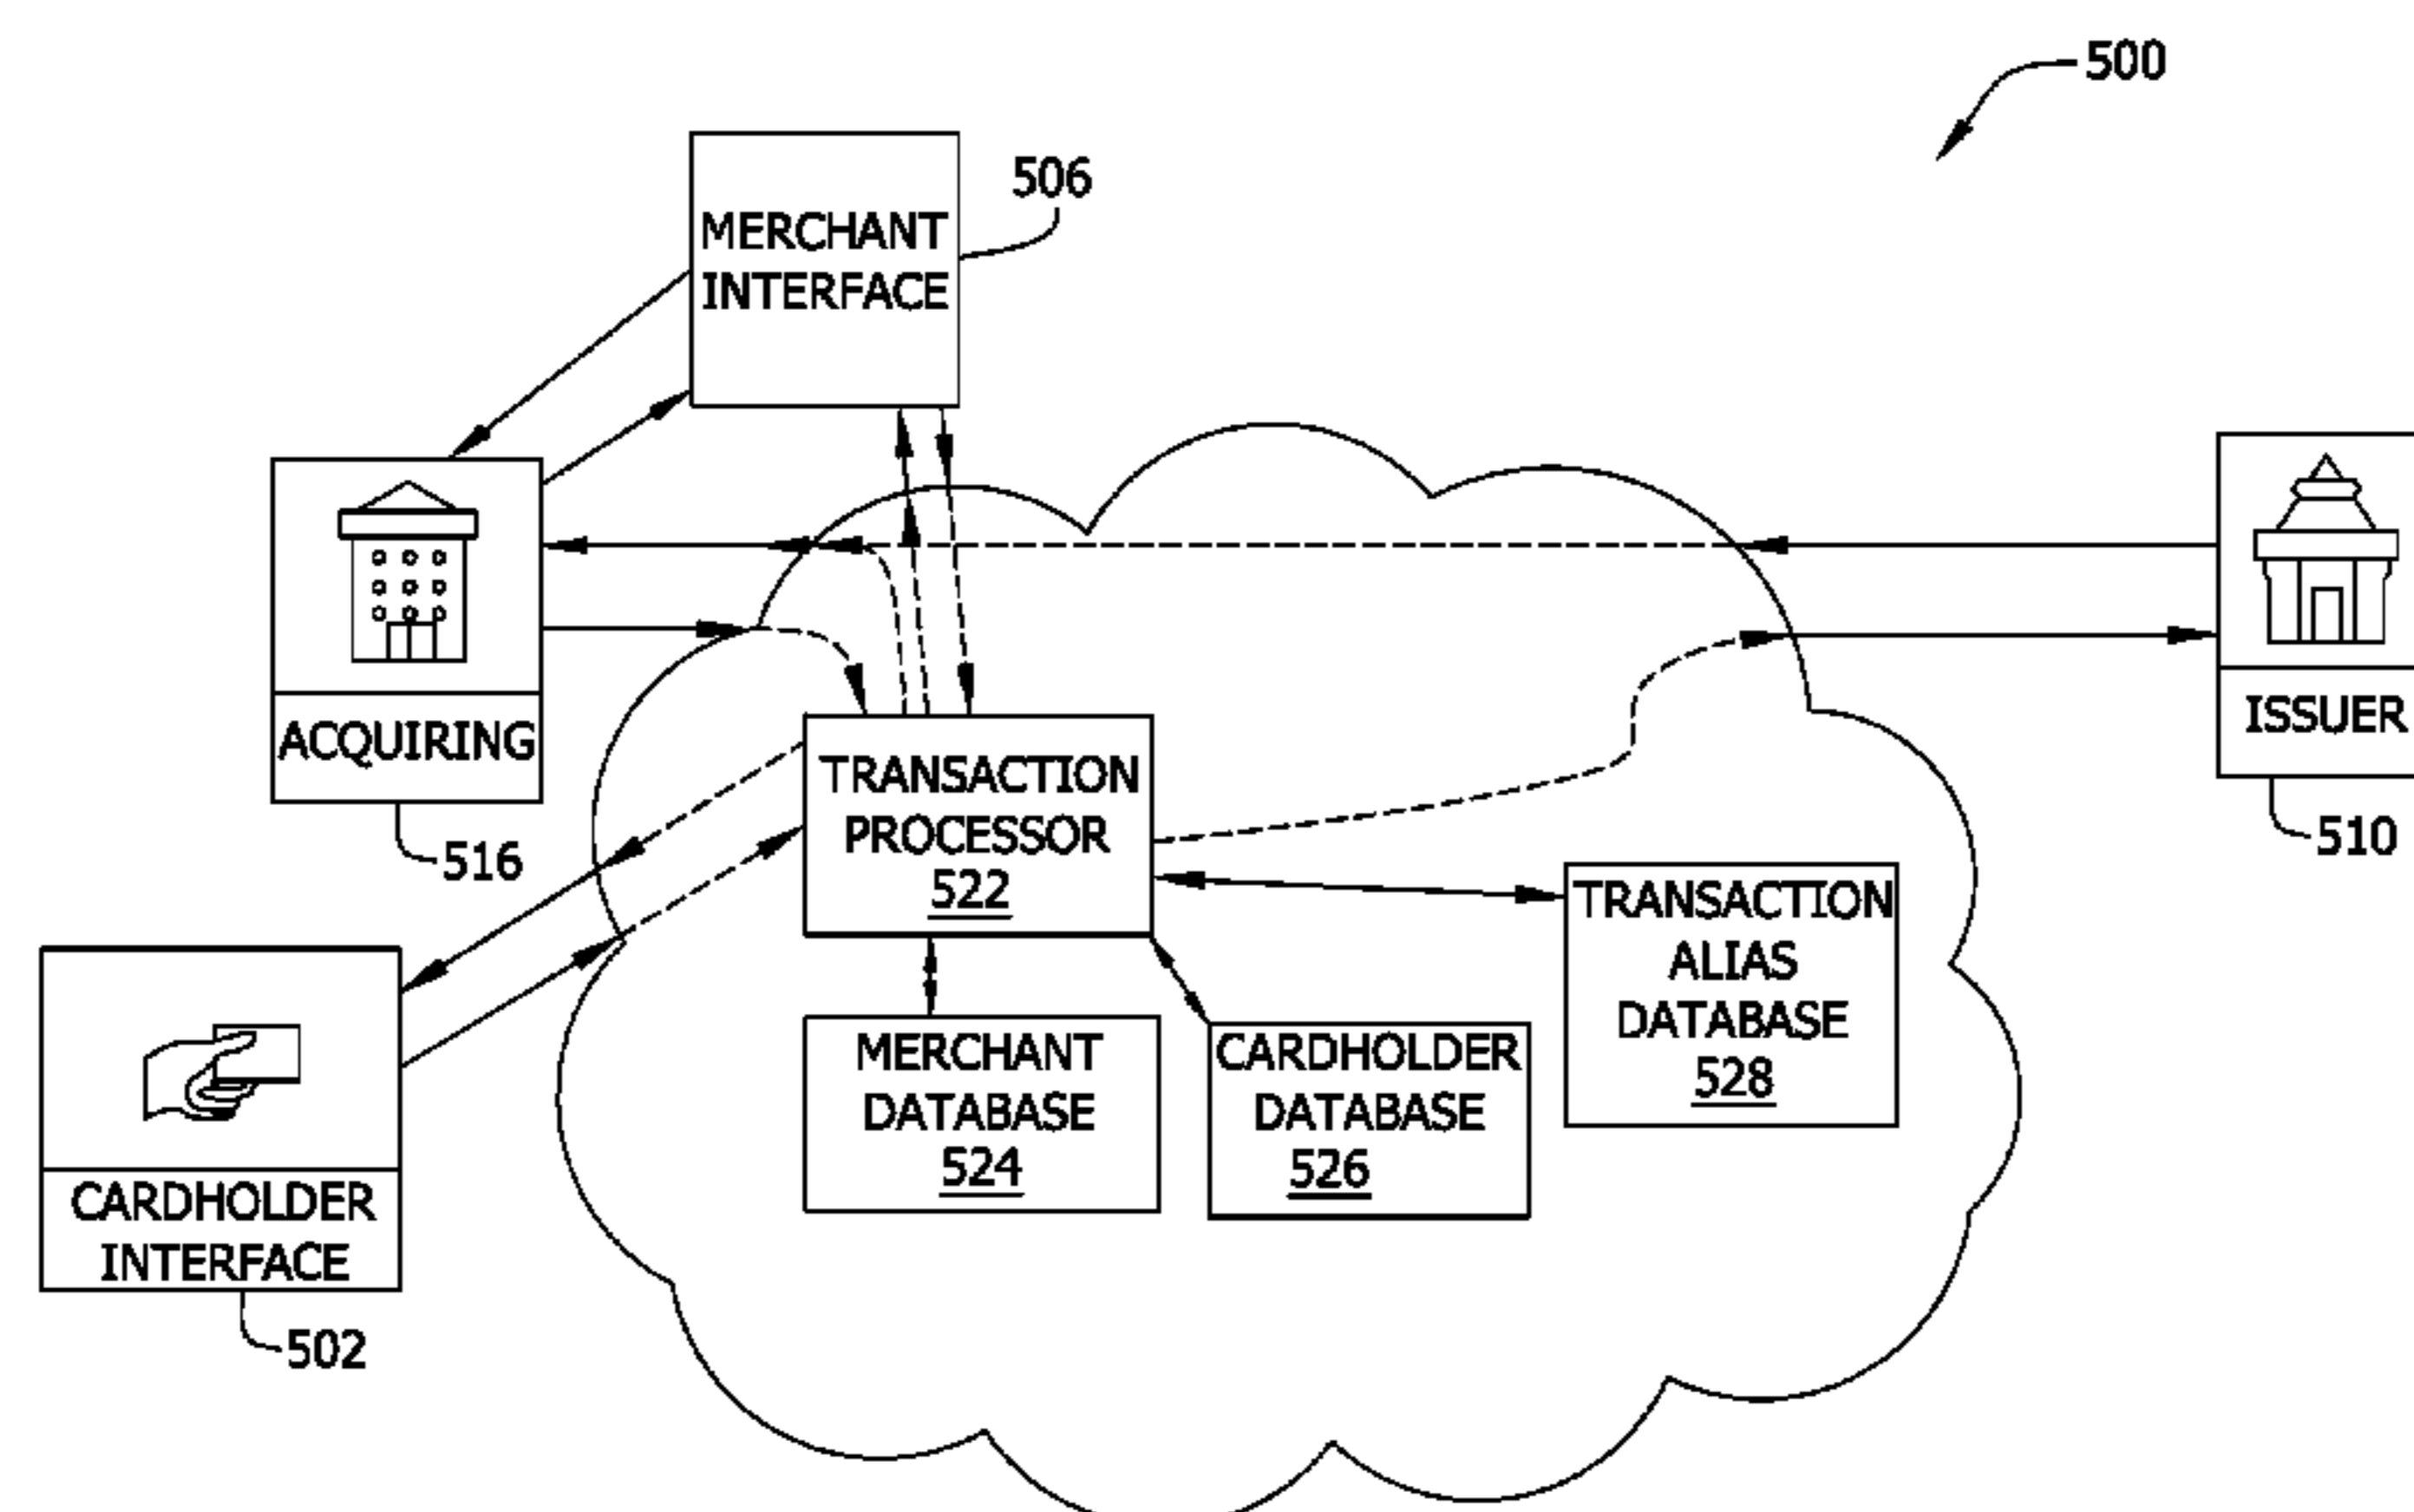 500
506
MERCHANT
INTERFACE
ACQUIRING
516
ISSUER
510
TRANSACTION
PROCESSOR
522
TRANSACTION
ALIAS
DATABASE
528
MERCHANT
DATABASE
524
CARDHOLDER
DATABASE
526
CARDHOLDER
INTERFACE
502